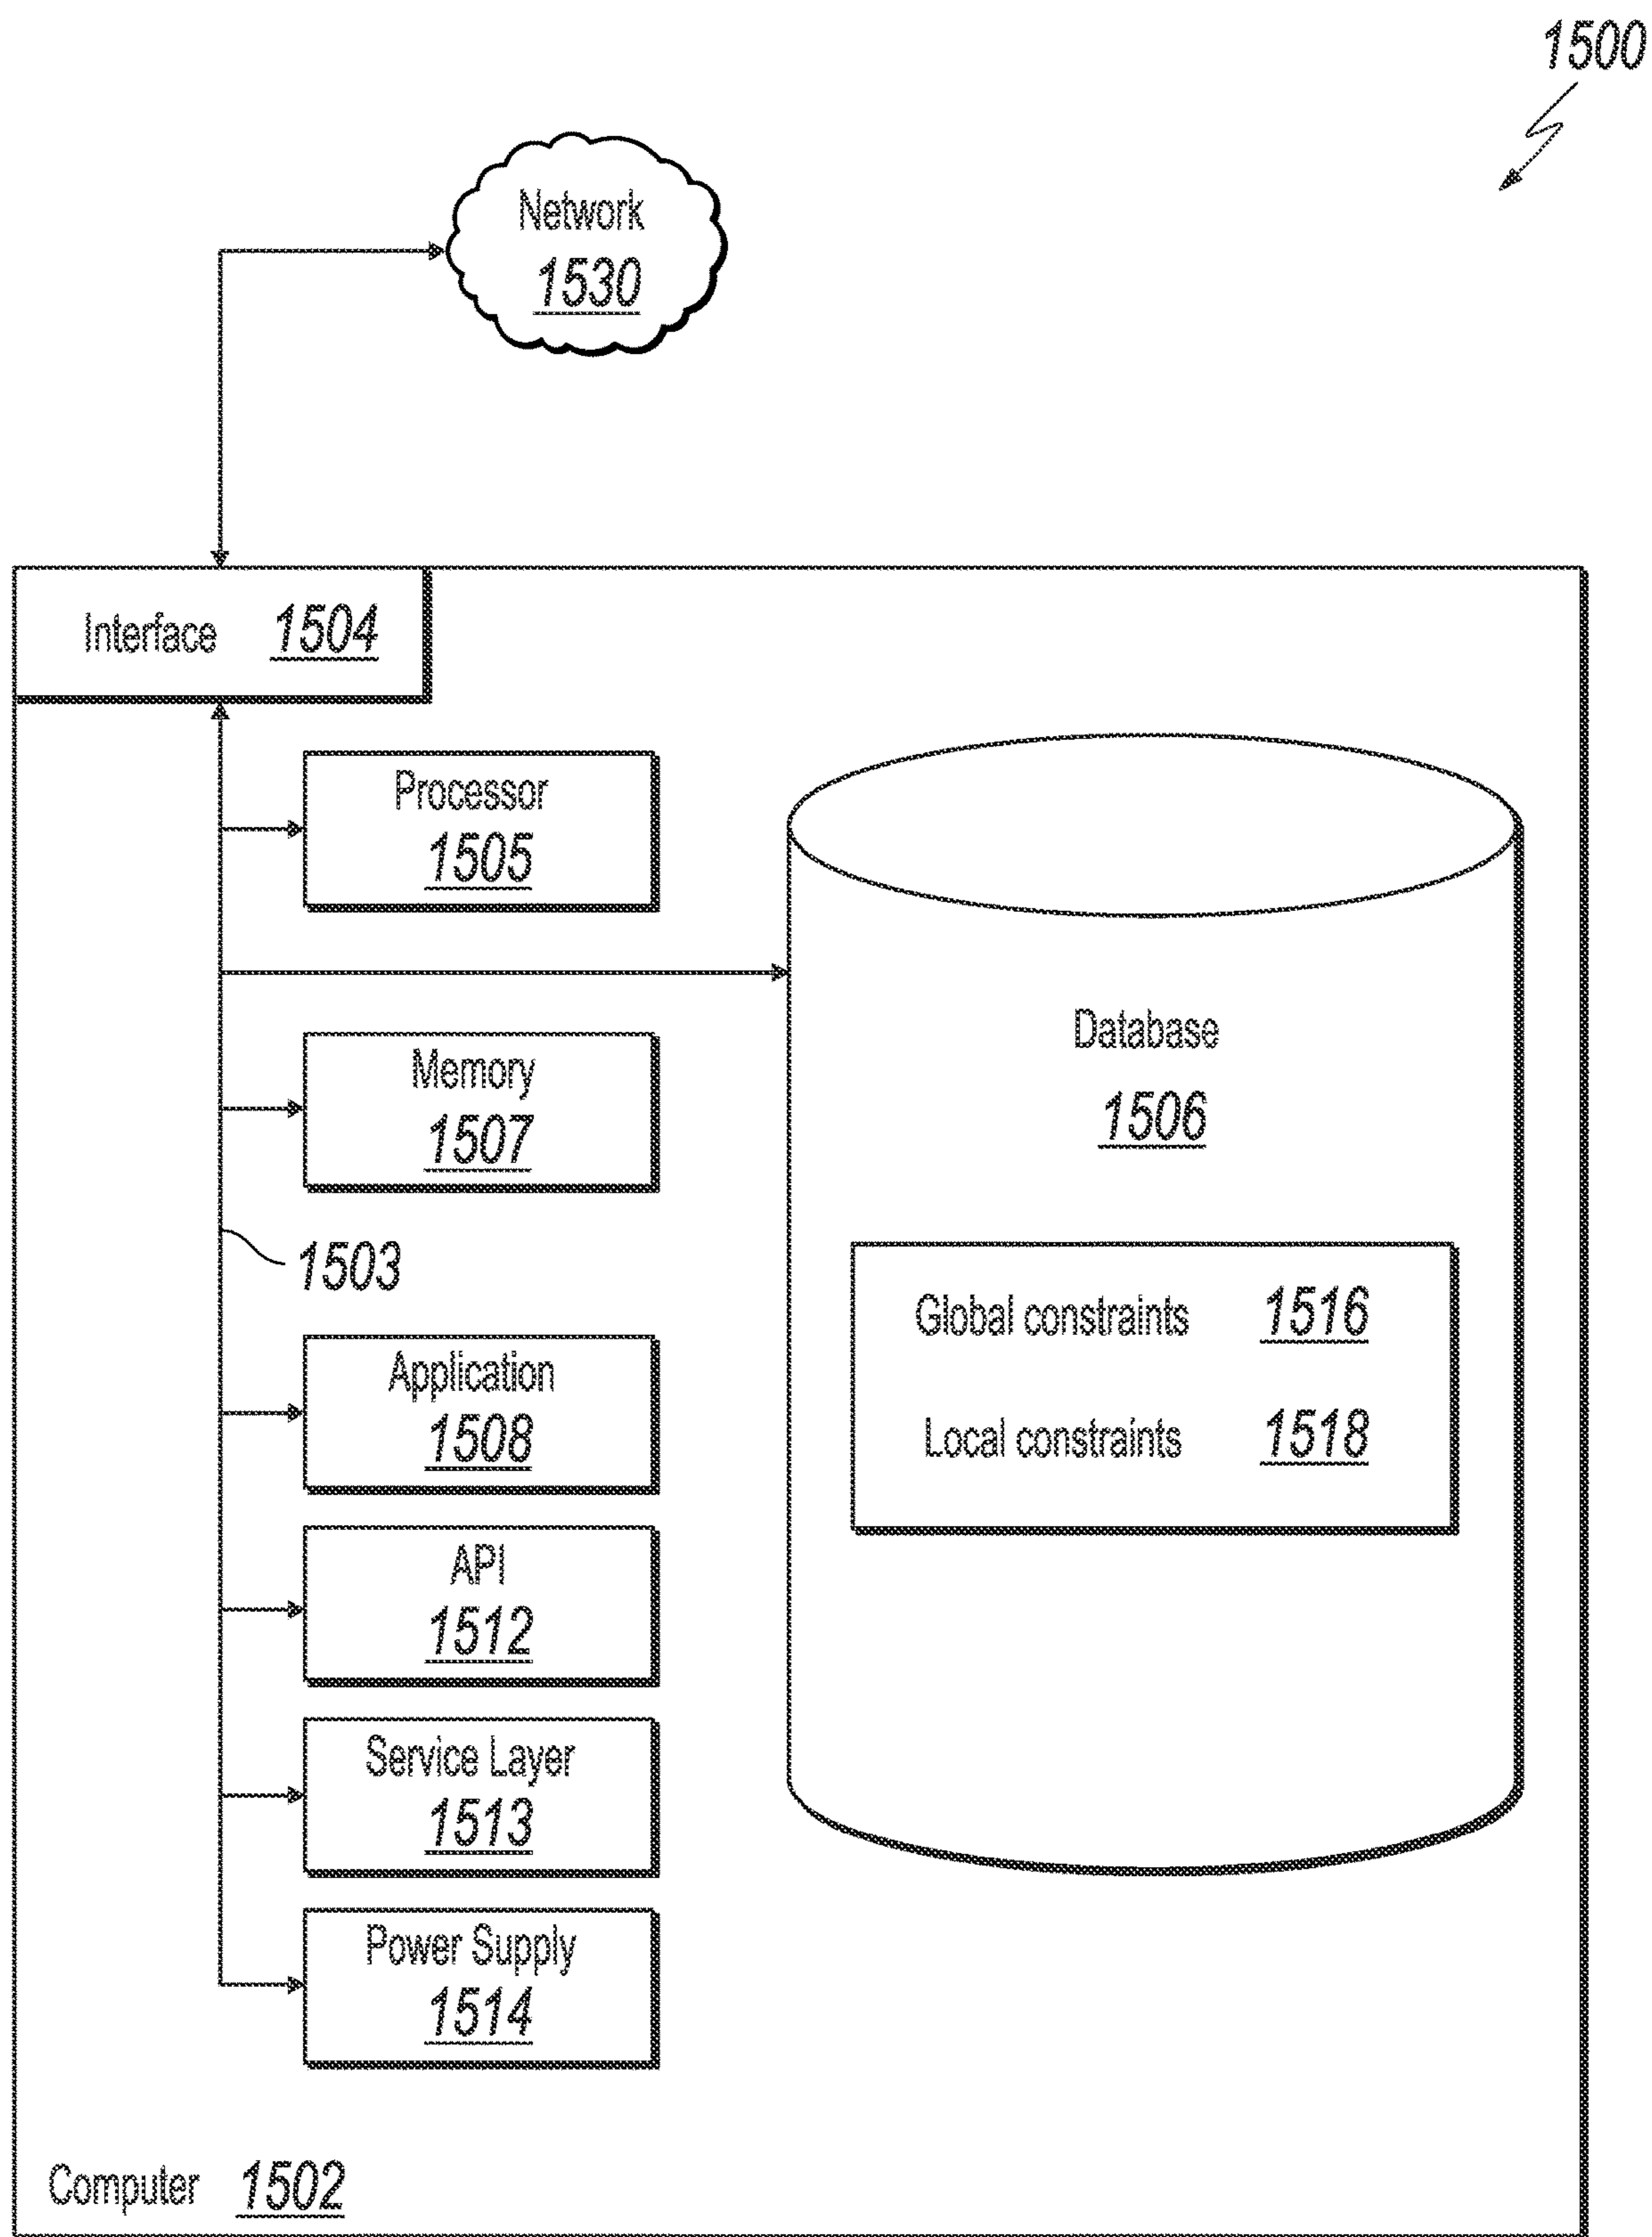 1500
Network
1530
Interface 1504
Processor
1505
Memory
1507
1503
Application
1508
API
1512
Service Layer
1513
Power Supply
1514
Database
1506
Global constraints 1516
Local constraints 1518
Computer 1502